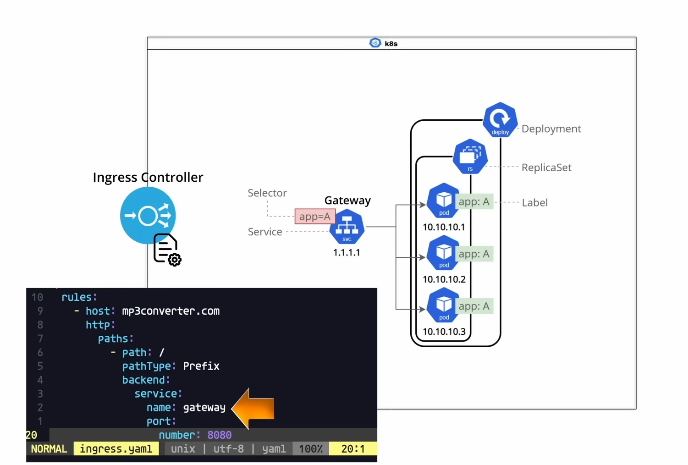 k8s
deploy
Deployment
rs
ReplicaSet
Ingress Controller
Selector
Gateway
app: A
pod
Label
app=A
Service
svc
10.10.10.1
1.1.1.1
app: A
pod
10.10.10.2
app: A
pod
10.10.10.3
10 rules:
9 - host: mp3converter.com
8 http:
7 paths:
6 - path: /
5 pathType: Prefix
4 backend:
3 service:
2 name: gateway
1 port:
20 number: 8080
NORMAL ingress.yaml unix | utf-8 | yaml 100% 20:1